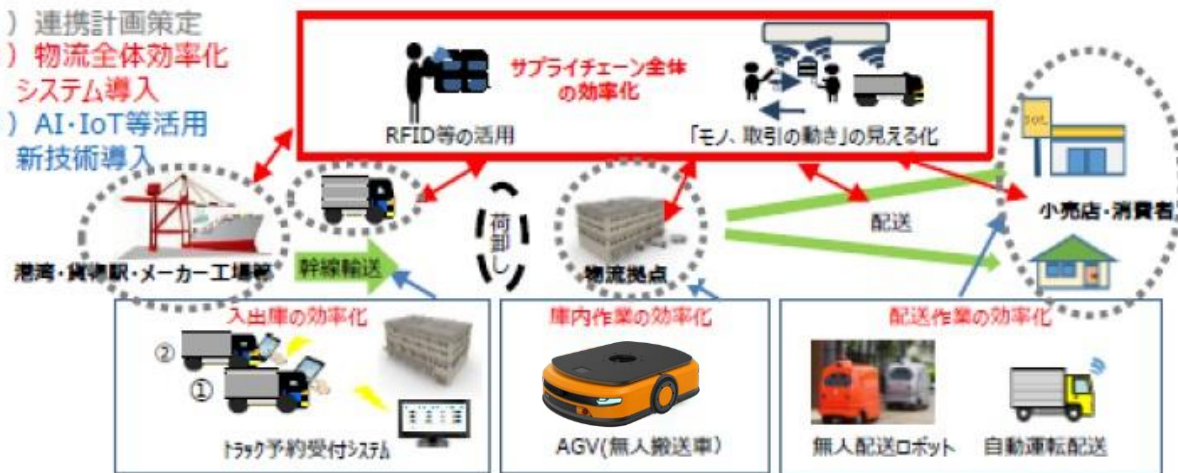 ）連携計画策定
）物流全体効率化
システム導入
）AI・IoT等活用
新技術導入
サプライチェーン全体
の効率化
RFID等の活用
「モノ、取引の動き」の見える化
荷卸し
配送
小売店・消費者
港湾・貨物駅・メーカー工場等
幹線輸送
物流拠点
入出庫の効率化
②
①
トラック予約受付システム
庫内作業の効率化
AGV(無人搬送車)
配送作業の効率化
無人配送ロボット
自動運転配送